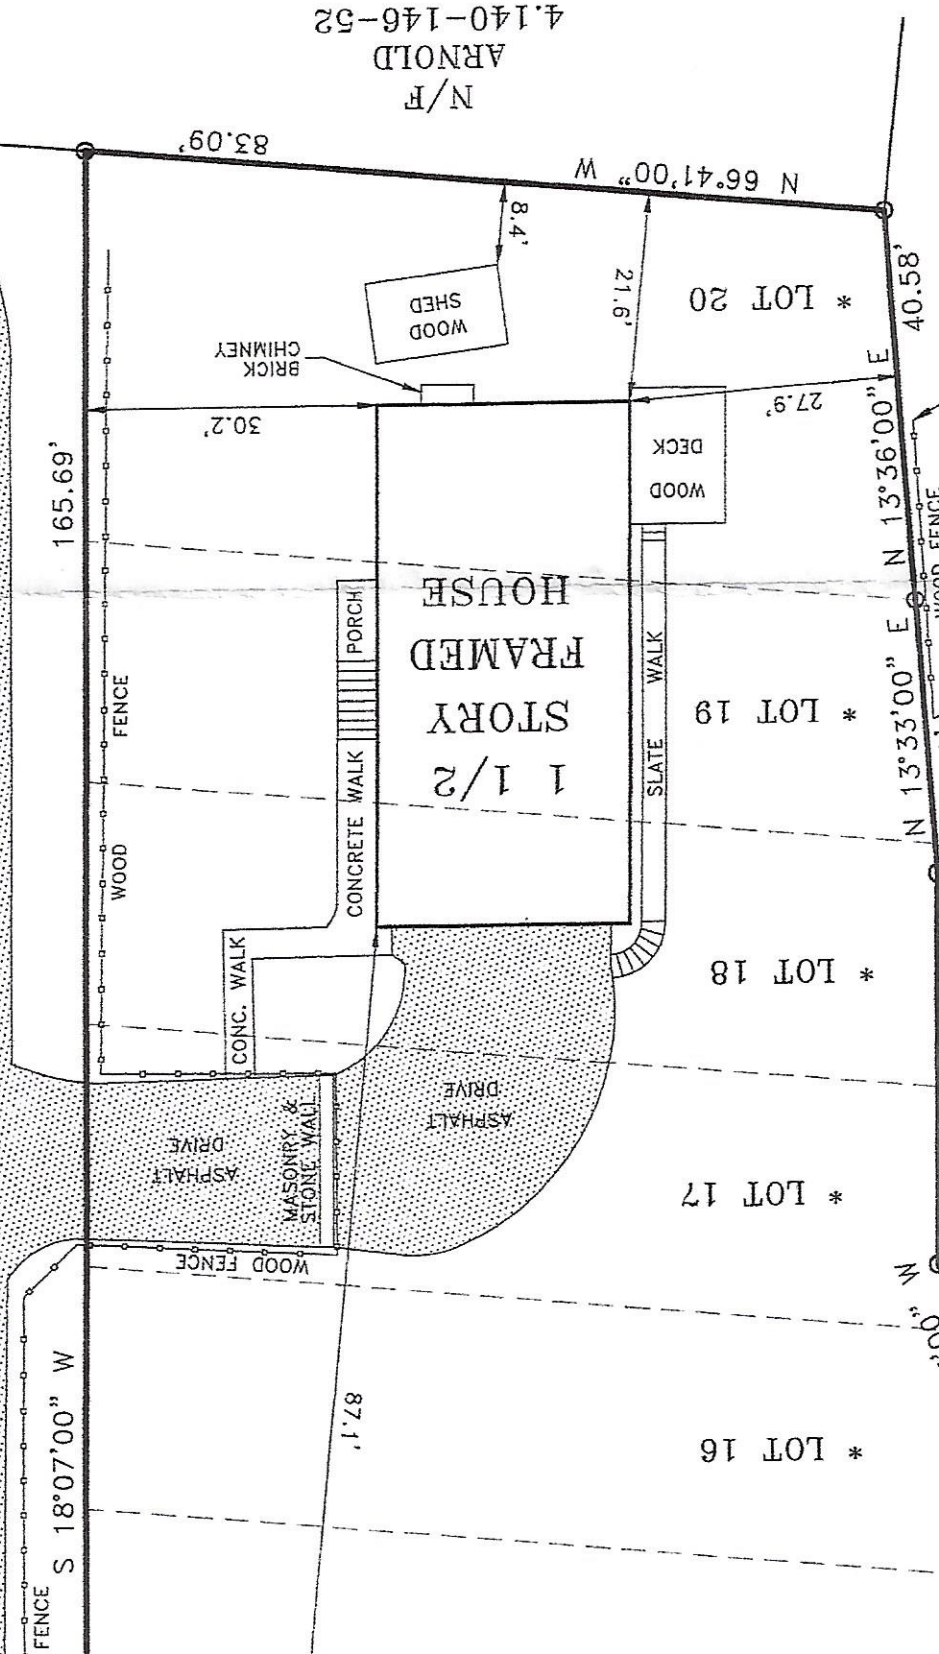 N/F
ARNOLD
4.140-146-52
N 66°41'00" W
83.09'
8.4'
21.6'
WOOD
SHED
BRICK
CHIMNEY
* LOT 20
40.58'
N 13°36'00" E
27.9'
30.2'
165.69'
WOOD
DECK
WOOD FENCE
1 1/2
STORY
FRAMED
HOUSE
PORCH
CONCRETE WALK
SLATE WALK
* LOT 19
N 13°33'00" E
WOOD FENCE
* LOT 18
CONC. WALK
ASPHALT
DRIVE
ASPHALT
DRIVE
MASONRY &
STONE WALL
* LOT 17
WOOD FENCE
W
'00"
87.1'
* LOT 16
S 18°07'00" W
FENCE